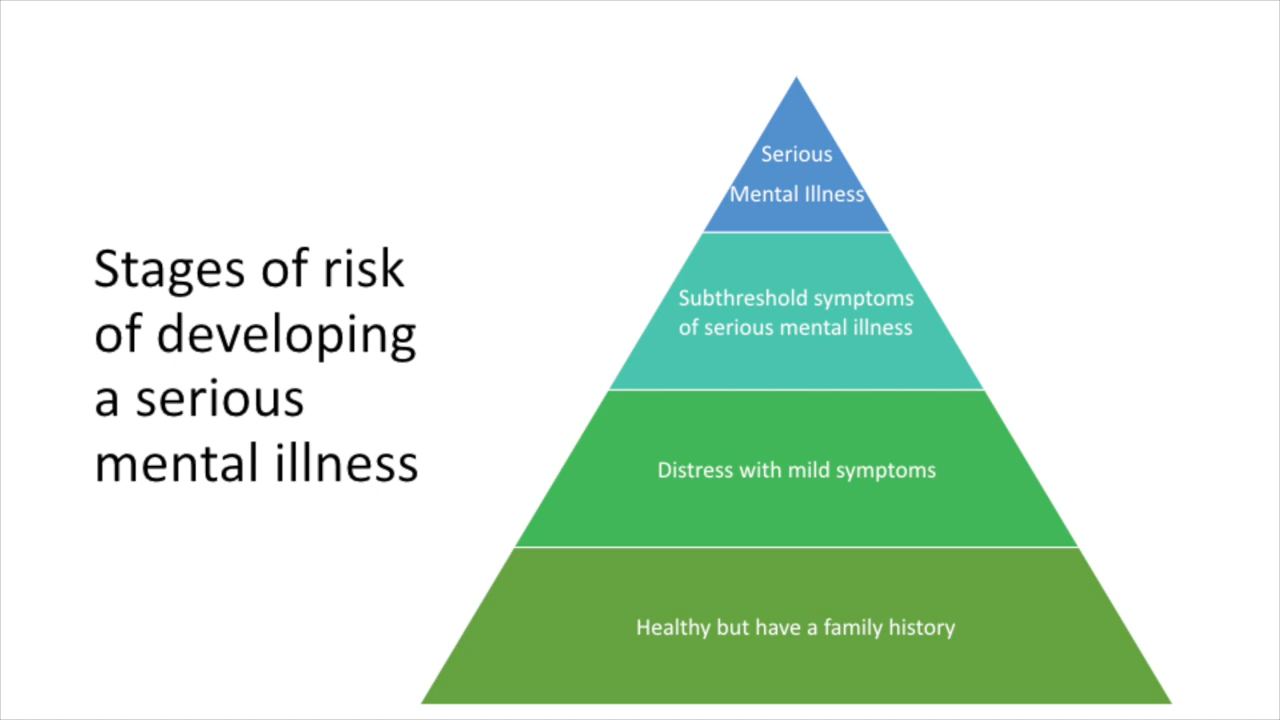 Stages of risk
of developing
a serious
mental illness
Serious
Mental Illness
Subthreshold symptoms
of serious mental illness
Distress with mild symptoms
Healthy but have a family history